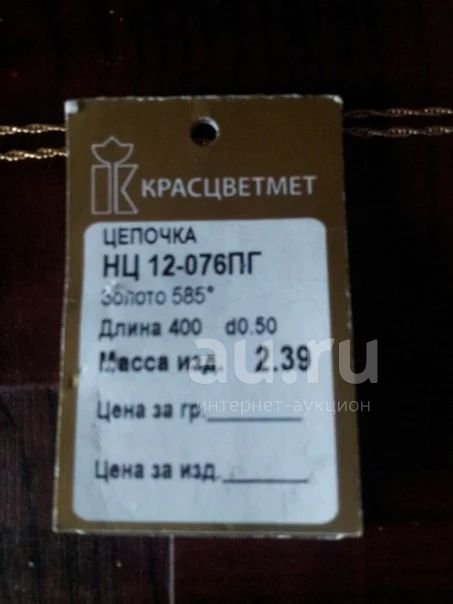 КРАСЦВЕТМЕТ
ЦЕПОЧКА
НЦ 12-076ПГ
Золото 585°
Длина 400 d0.50
Масса изд. 2.39
au.ru
интернет-аукцион
Цена за гр.
Цена за изд.